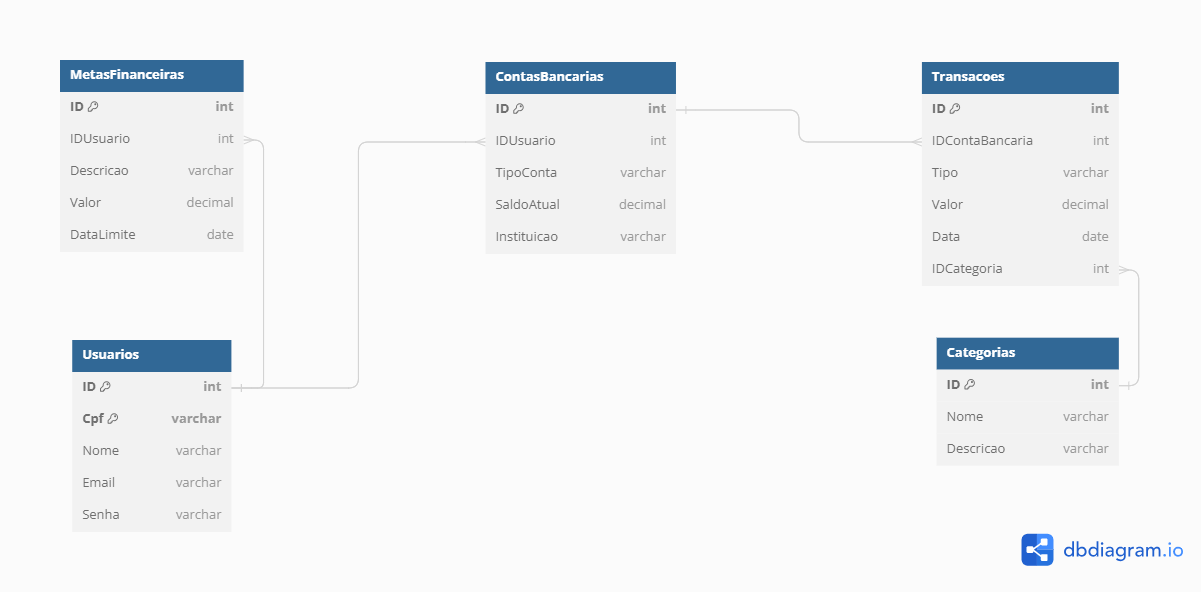 MetasFinanceiras
ID int
IDUsuario int
Descricao varchar
Valor decimal
DataLimite date
ContasBancarias
ID int
IDUsuario int
TipoConta varchar
SaldoAtual decimal
Instituicao varchar
Transacoes
ID int
IDContaBancaria int
Tipo varchar
Valor decimal
Data date
IDCategoria int
Usuarios
ID int
Cpf varchar
Nome varchar
Email varchar
Senha varchar
Categorias
ID int
Nome varchar
Descricao varchar
dbdiagram.io